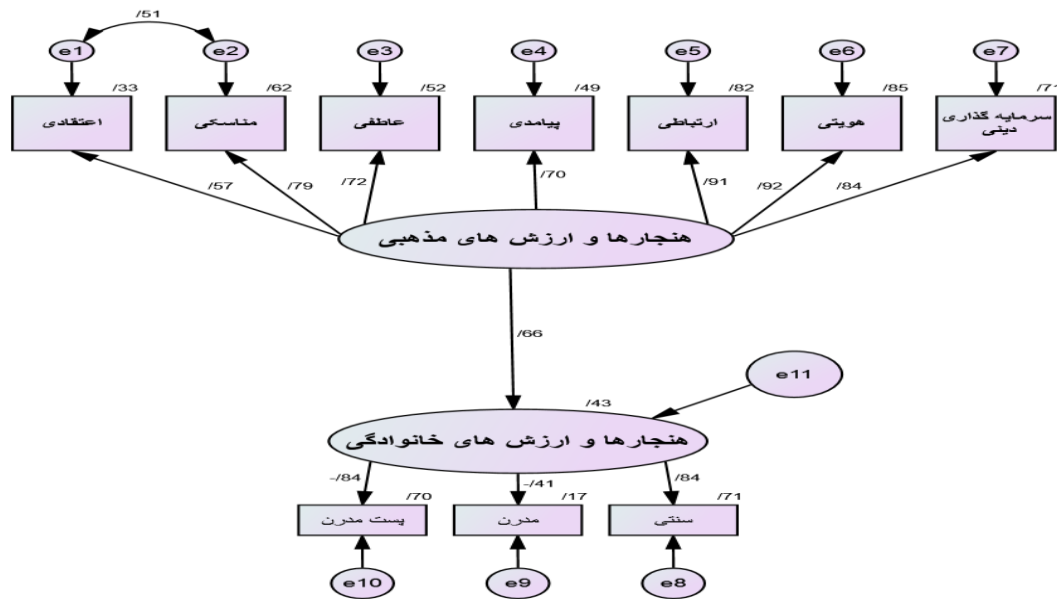 /51
e1 e2 e3 e4 e5 e6 e7
/33 /62 /52 /49 /82 /85 /71
اعتقادی
مناسکی
عاطفی
پیامدی
ارتباطی
هویتی
سرمایه گذاری
دینی
/57 /79 /72 /70 /91 /92 /84
هنجارها و ارزش های مذهبی
/66
e11
/43
هنجارها و ارزش های خانوادگی
-/84 -/41 /84
/70 /17 /71
پست مدرن
مدرن
سنتی
e10 e9 e8